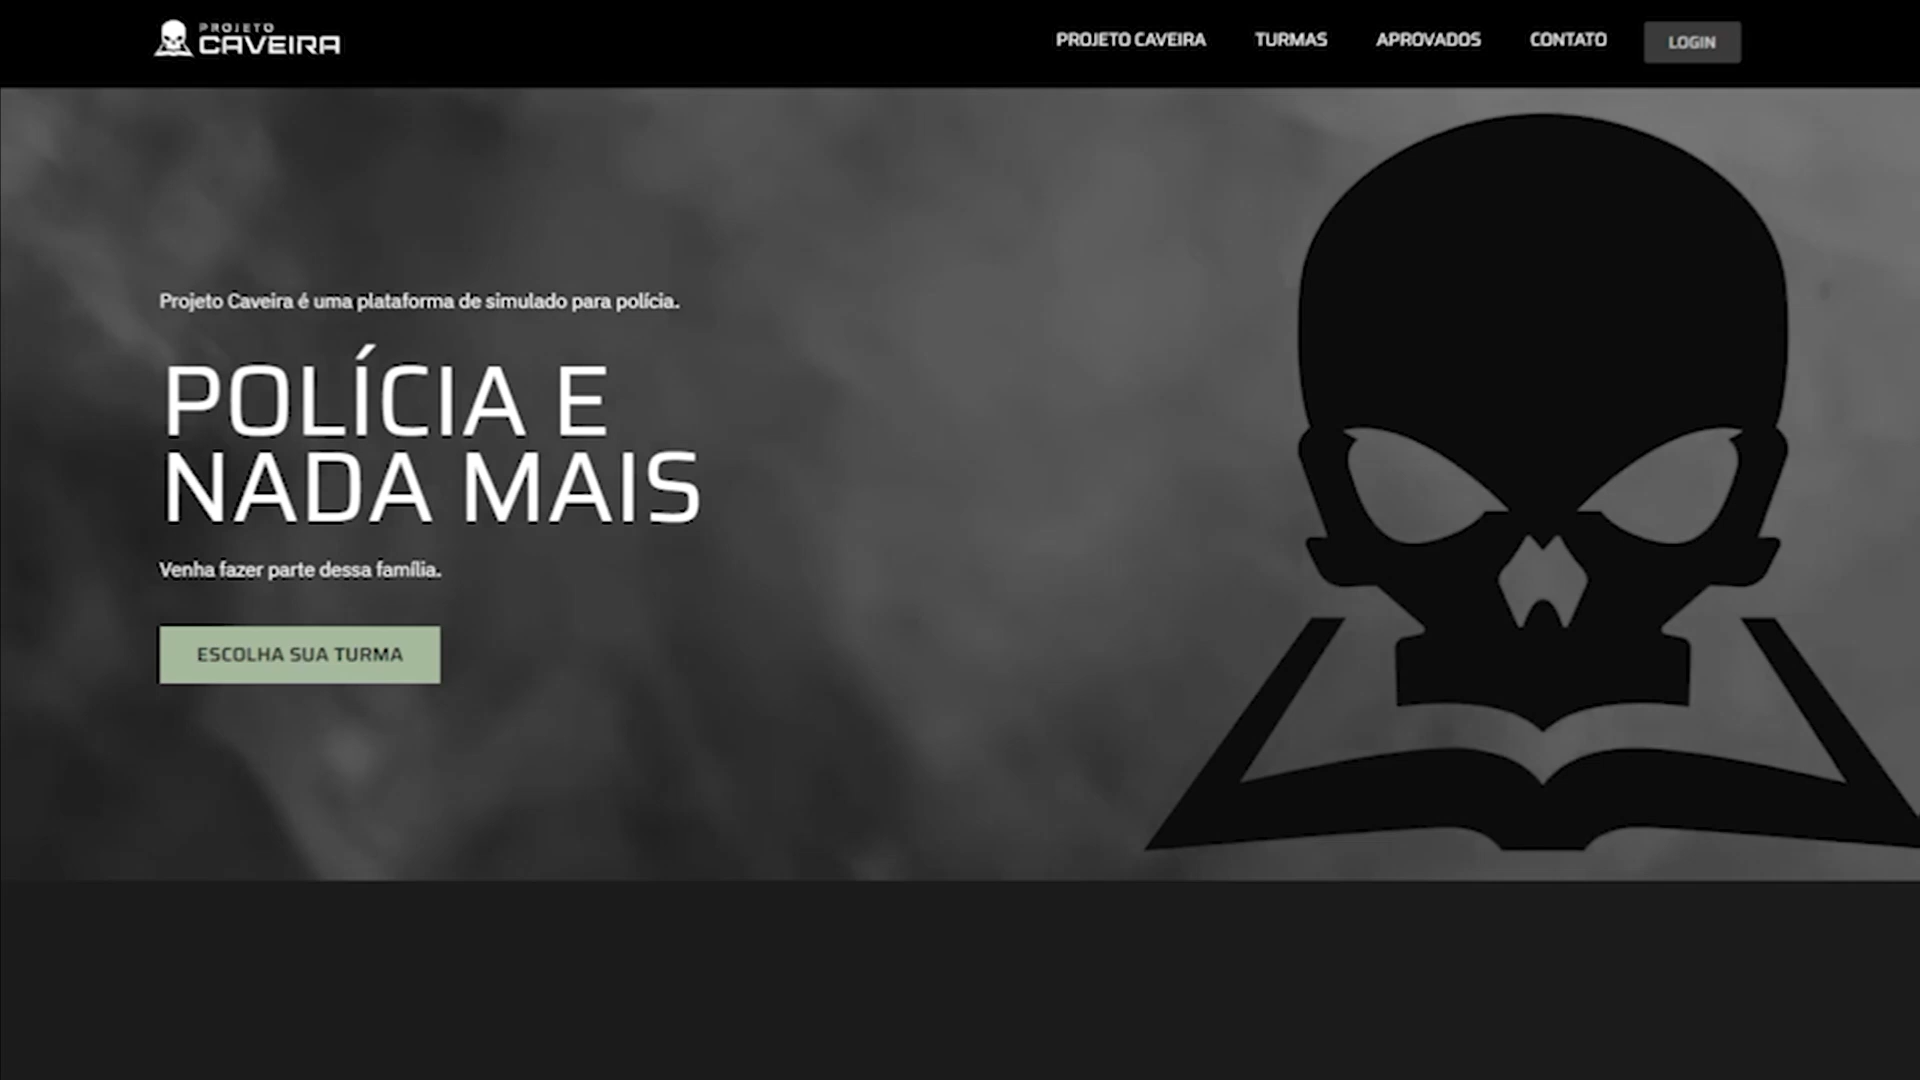 PROJETO
CAVEIRA
PROJETO CAVEIRA
TURMAS
APROVADOS
CONTATO
LOGIN
Projeto Caveira é uma plataforma de simulado para polícia.
POLÍCIA E
NADA MAIS
Venha fazer parte dessa família.
ESCOLHA SUA TURMA